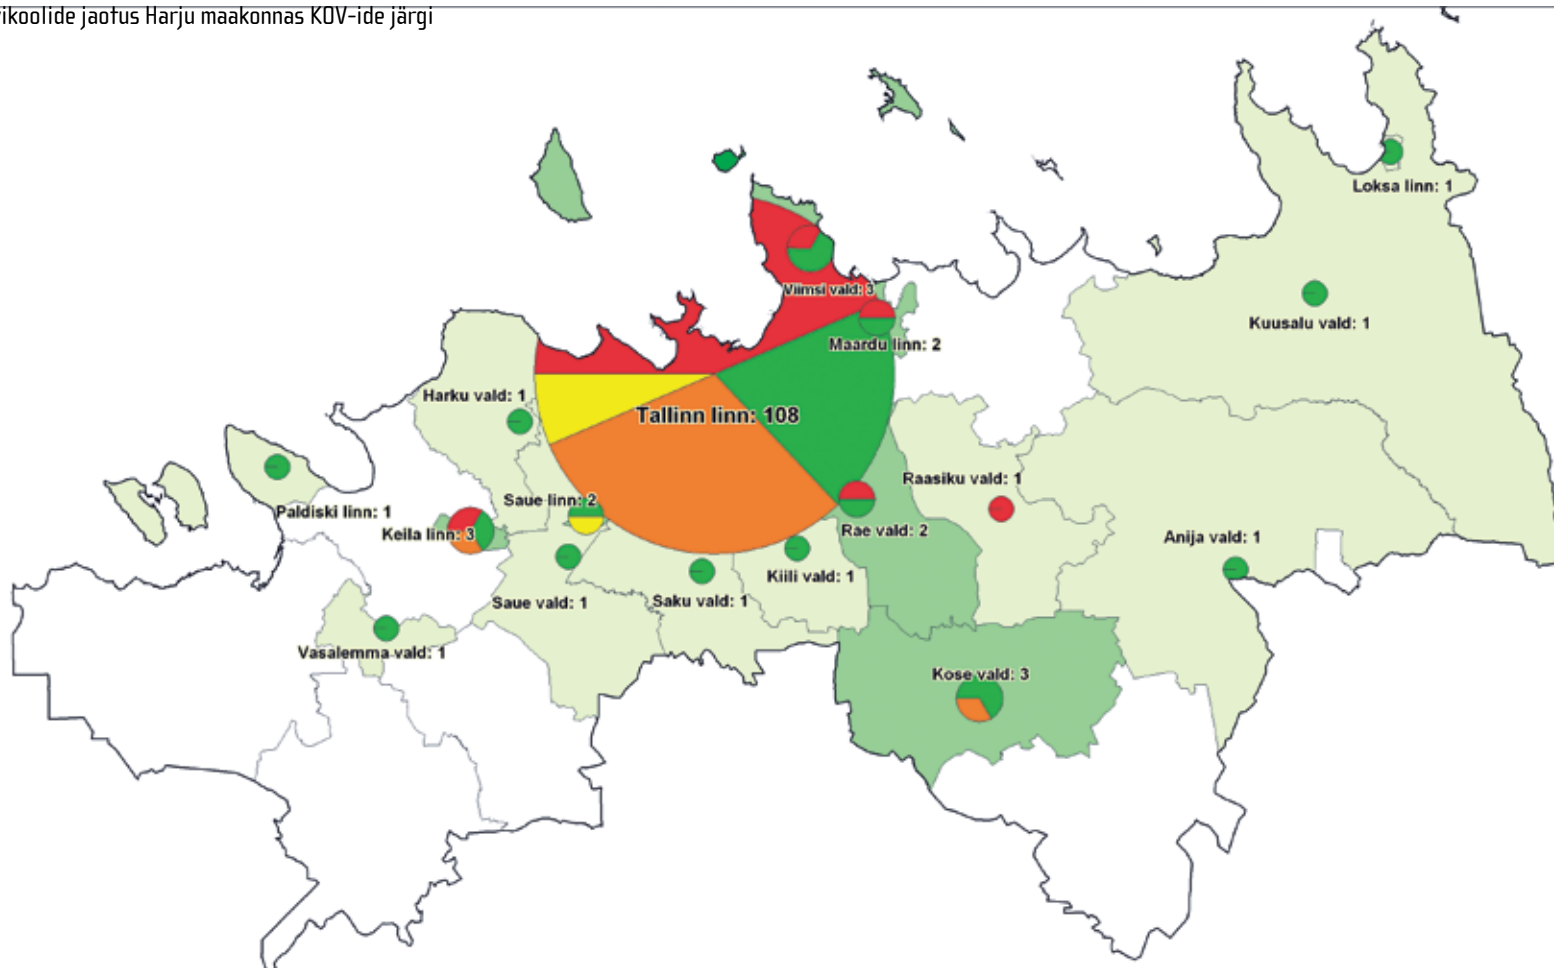 jaotus Harju maakonnas KOV-ide järgi
Loksa linn: 1
Viimsi vald: 3
Kuusalu vald: 1
Maardu linn: 2
Harku vald: 1
Tallinn linn: 108
Raasiku vald: 1
Saue linn: 2
Paldiski linn: 1
Keila linn: 3
Rae vald: 2
Anija vald: 1
Kiili vald: 1
Saue vald: 1
Saku vald: 1
Vasalemma vald: 1
Kose vald: 3